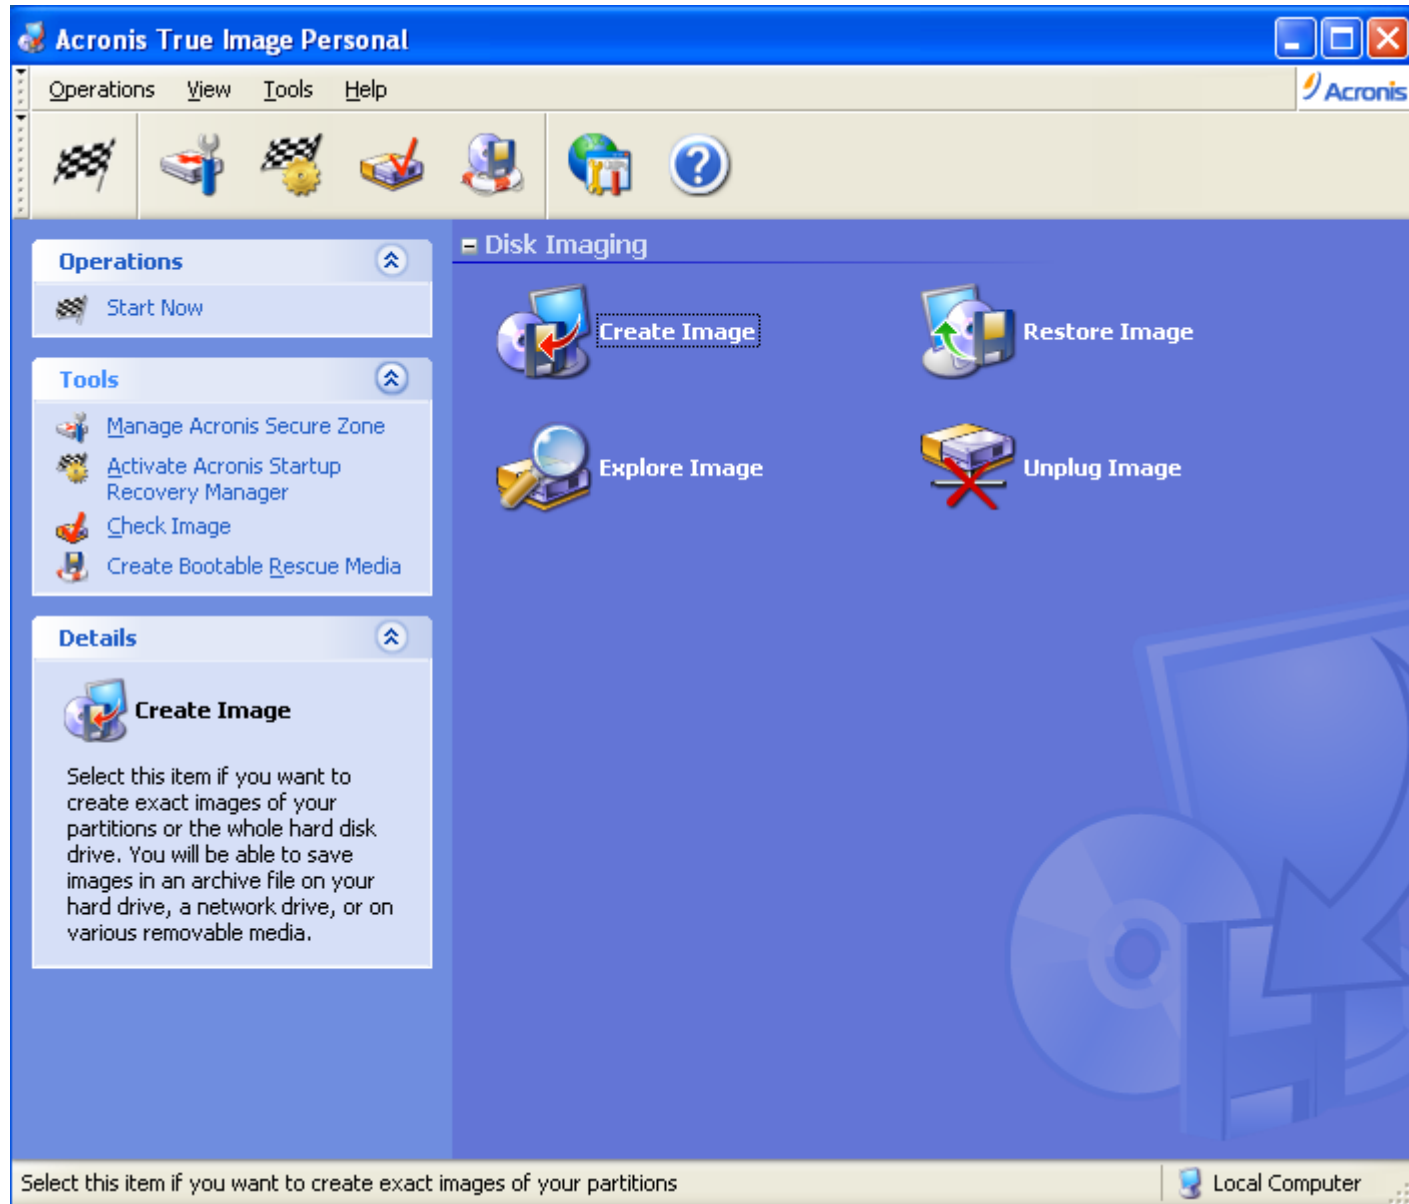 Acronis True Image Personal
Operations View Tools Help
Acronis
Operations
Start Now
Tools
Manage Acronis Secure Zone
Activate Acronis Startup
Recovery Manager
Check Image
Create Bootable Rescue Media
Details
Create Image
Select this item if you want to
create exact images of your
partitions or the whole hard disk
drive. You will be able to save
images in an archive file on your
hard drive, a network drive, or on
various removable media.
Disk Imaging
Create Image
Restore Image
Explore Image
Unplug Image
Select this item if you want to create exact images of your partitions
Local Computer